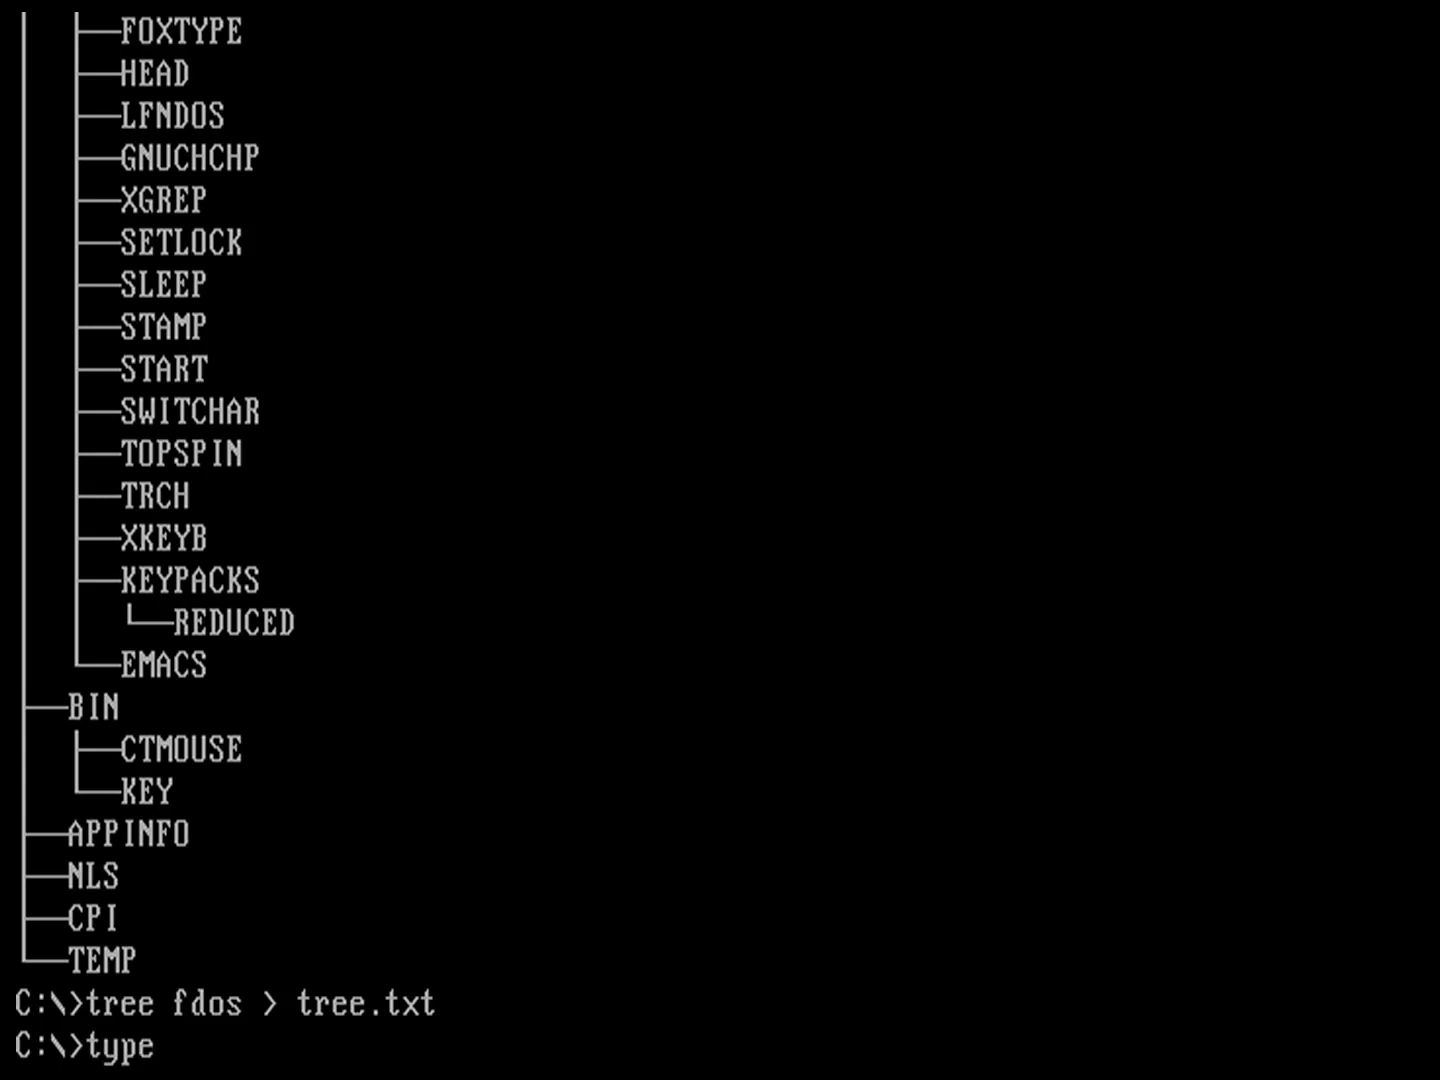 FOXTYPE
HEAD
LFNDOS
GNUCHCHP
XGREP
SETLOCK
SLEEP
STAMP
START
SWITCHAR
TOPSPIN
TRCH
XKEYB
KEYPACKS
REDUCED
EMACS
BIN
CTMOUSE
KEY
APPINFO
NLS
CPI
TEMP
C:\>tree fdos > tree.txt
C:\>type